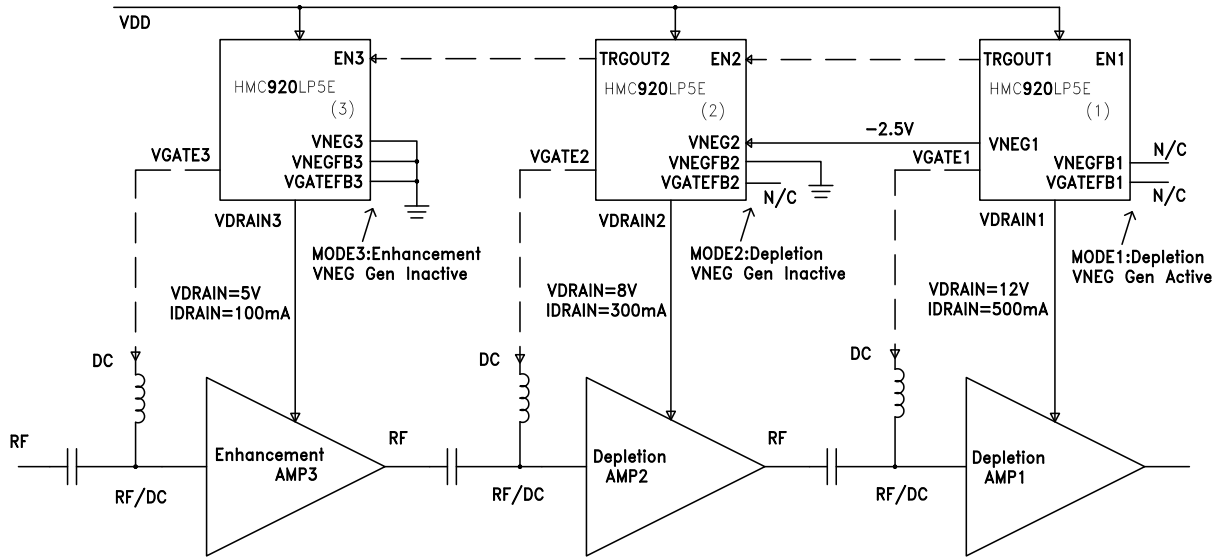 VDD
EN3
HMC920LP5E
(3)
VNEG3
VNEGFB3
VGATEFB3
VGATE3
VDRAIN3
MODE3:Enhancement
VNEG Gen Inactive
VDRAIN=5V
IDRAIN=100mA
DC
RF
RF/DC
Enhancement
AMP3
RF
TRGOUT2
EN2
HMC920LP5E
(2)
VNEG2
VNEGFB2
VGATEFB2
N/C
VGATE2
VDRAIN2
MODE2:Depletion
VNEG Gen Inactive
VDRAIN=8V
IDRAIN=300mA
DC
RF/DC
Depletion
AMP2
RF
-2.5V
TRGOUT1
EN1
HMC920LP5E
(1)
VNEG1
VNEGFB1
VGATEFB1
N/C
N/C
VGATE1
VDRAIN1
MODE1:Depletion
VNEG Gen Active
VDRAIN=12V
IDRAIN=500mA
DC
RF/DC
Depletion
AMP1